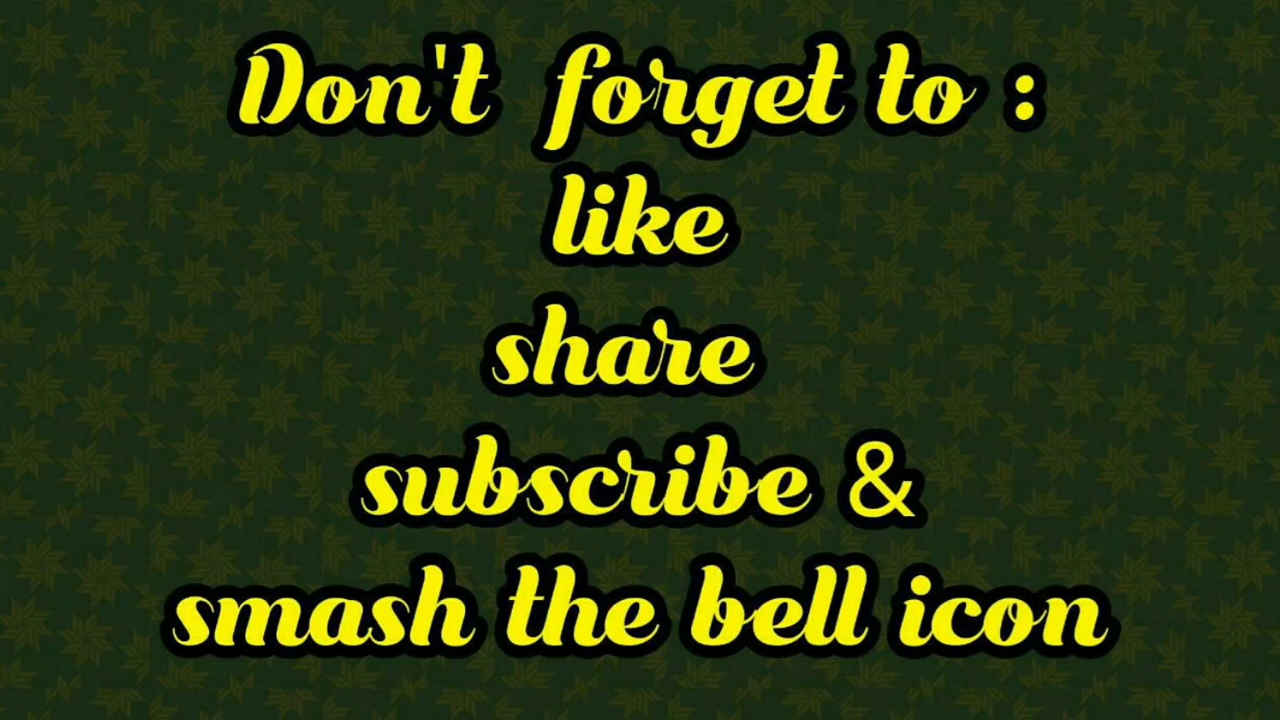 Don't forget to :
like
share
subscribe &
smash the bell icon